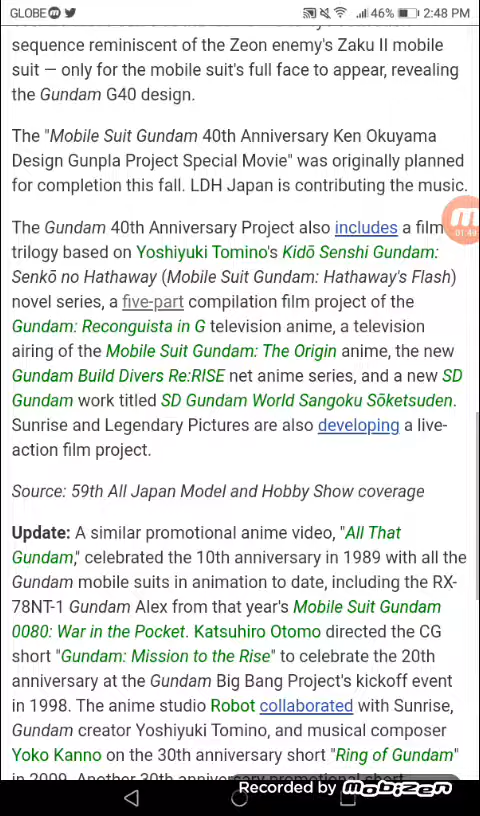 GLOBE 46% 2:48 PM
sequence reminiscent of the Zeon enemy's Zaku II mobile
suit — only for the mobile suit's full face to appear, revealing
the Gundam G40 design.
The "Mobile Suit Gundam 40th Anniversary Ken Okuyama
Design Gunpla Project Special Movie" was originally planned
for completion this fall. LDH Japan is contributing the music.
The Gundam 40th Anniversary Project also includes a film
01:49
trilogy based on Yoshiyuki Tomino's Kidō Senshi Gundam:
Senkō no Hathaway (Mobile Suit Gundam: Hathaway's Flash)
novel series, a five-part compilation film project of the
Gundam: Reconguista in G television anime, a television
airing of the Mobile Suit Gundam: The Origin anime, the new
Gundam Build Divers Re:RISE net anime series, and a new SD
Gundam work titled SD Gundam World Sangoku Sōketsuden.
Sunrise and Legendary Pictures are also developing a live-
action film project.
Source: 59th All Japan Model and Hobby Show coverage
Update: A similar promotional anime video, "All That
Gundam," celebrated the 10th anniversary in 1989 with all the
Gundam mobile suits in animation to date, including the RX-
78NT-1 Gundam Alex from that year's Mobile Suit Gundam
0080: War in the Pocket. Katsuhiro Otomo directed the CG
short "Gundam: Mission to the Rise" to celebrate the 20th
anniversary at the Gundam Big Bang Project's kickoff event
in 1998. The anime studio Robot collaborated with Sunrise,
Gundam creator Yoshiyuki Tomino, and musical composer
Yoko Kanno on the 30th anniversary short "Ring of Gundam"
in 2009. Another 30th anniversary promotional short
Recorded by mobizen